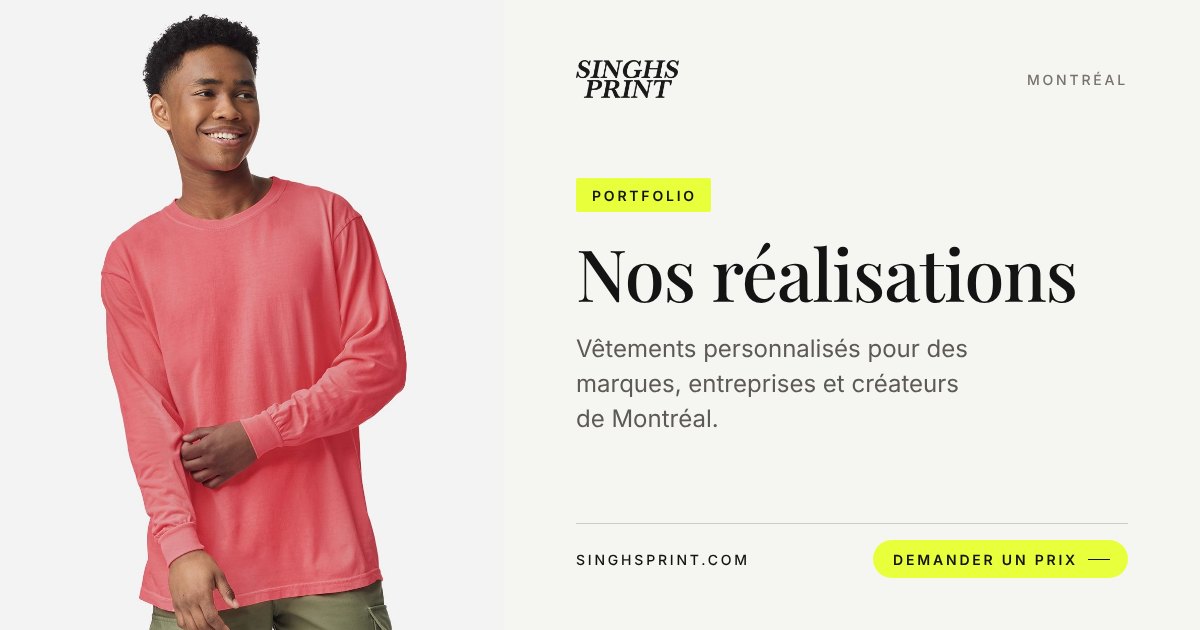 SINGHS
PRINT
MONTRÉAL
PORTFOLIO
Nos réalisations
Vêtements personnalisés pour des
marques, entreprises et créateurs
de Montréal.
SINGHSPRINT.COM
DEMANDER UN PRIX —